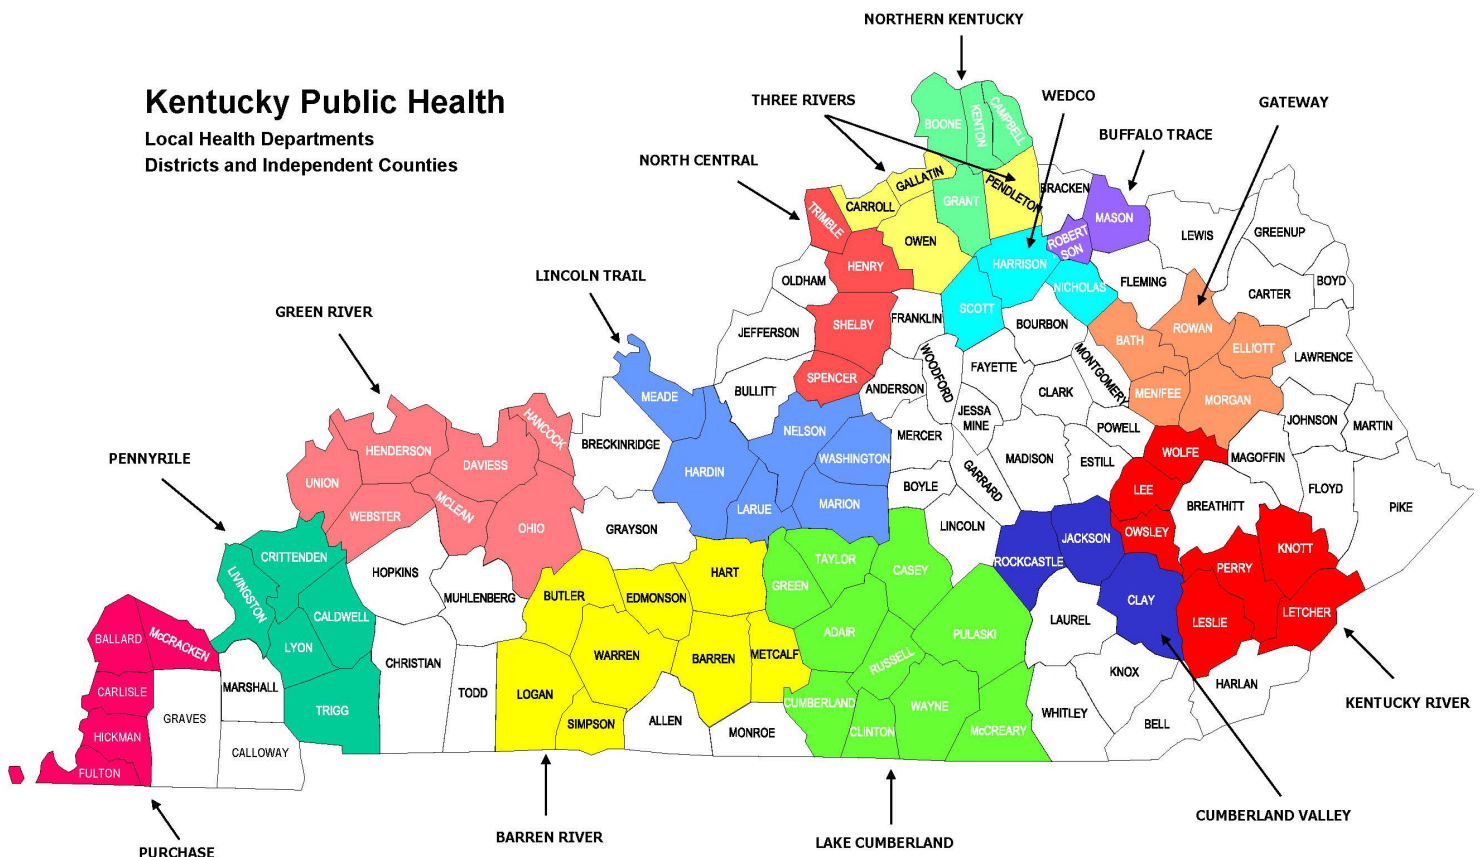 NORTHERN KENTUCKY
Kentucky Public Health
Local Health Departments
Districts and Independent Counties
THREE RIVERS
WEDCO
GATEWAY
BUFFALO TRACE
NORTH CENTRAL
LINCOLN TRAIL
GREEN RIVER
PENNYRILE
BOONE
KENTON
CAMPBELL
GALLATIN
PENDLETON
BRACKEN
CARROLL
GRANT
MASON
TRIMBLE
OWEN
ROBERT
SON
LEWIS
GREENUP
HENRY
HARRISON
OLDHAM
NICHOLAS
FLEMING
CARTER
BOYD
SCOTT
SHELBY
FRANKLIN
BOURBON
JEFFERSON
ROWAN
BATH
ELLIOTT
LAWRENCE
WOODFORD
FAYETTE
MONTGOMERY
SPENCER
ANDERSON
BULLITT
CLARK
MENIFEE
MORGAN
MEADE
JESSA
MINE
JOHNSON
MARTIN
HANCOCK
NELSON
MERCER
POWELL
BRECKINRIDGE
HENDERSON
DAVIESS
WASHINGTON
MADISON
ESTILL
WOLFE
MAGOFFIN
HARDIN
GARRARD
UNION
BOYLE
LEE
FLOYD
MCLEAN
LARUE
MARION
BREATHITT
PIKE
WEBSTER
OHIO
GRAYSON
LINCOLN
OWSLEY
JACKSON
KNOTT
CRITTENDEN
TAYLOR
CASEY
ROCKCASTLE
PERRY
HOPKINS
HART
GREEN
LIVINGSTON
MUHLENBERG
BUTLER
EDMONSON
CLAY
LETCHER
CALDWELL
LAUREL
LESLIE
BALLARD
McCRACKEN
LYON
ADAIR
PULASKI
WARREN
BARREN
METCALF
CHRISTIAN
RUSSELL
KNOX
HARLAN
CARLISLE
MARSHALL
TODD
LOGAN
CUMBERLAND
WAYNE
WHITLEY
GRAVES
TRIGG
SIMPSON
ALLEN
MONROE
CLINTON
McCREARY
BELL
HICKMAN
CALLOWAY
FULTON
KENTUCKY RIVER
CUMBERLAND VALLEY
BARREN RIVER
LAKE CUMBERLAND
PURCHASE